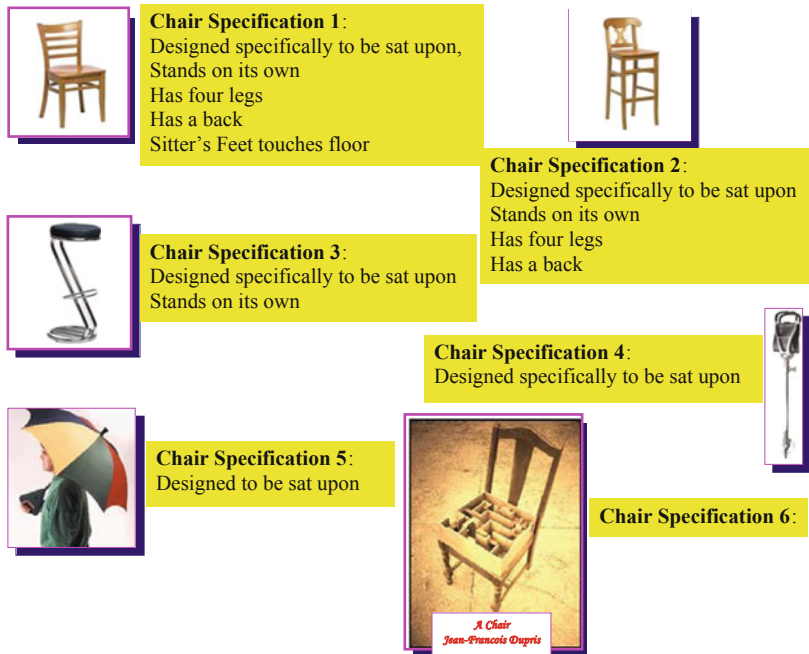 Chair Specification 1:
Designed specifically to be sat upon,
Stands on its own
Has four legs
Has a back
Sitter's Feet touches floor
Chair Specification 2:
Designed specifically to be sat upon
Stands on its own
Has four legs
Has a back
Chair Specification 3:
Designed specifically to be sat upon
Stands on its own
Chair Specification 4:
Designed specifically to be sat upon
Chair Specification 5:
Designed to be sat upon
Chair Specification 6:
A Chair
Jean-Francois Dupris